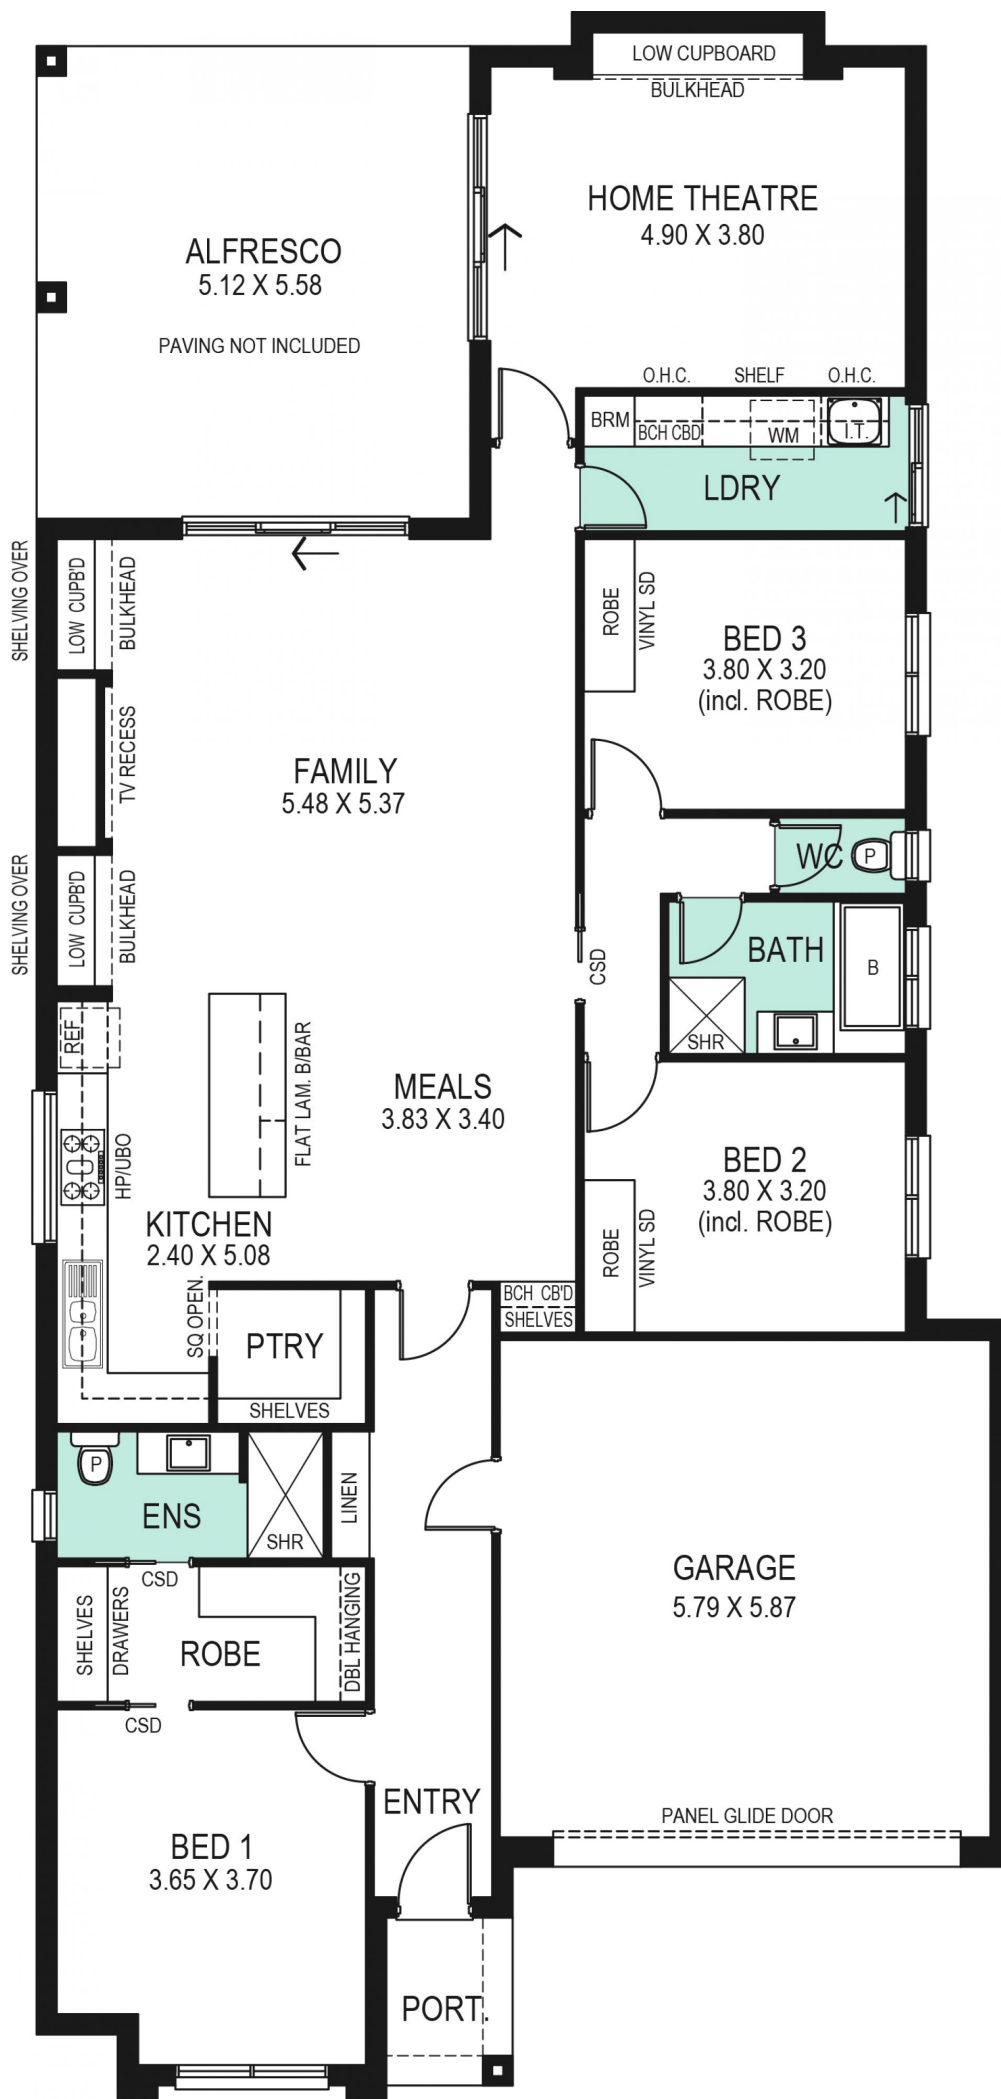 LOW CUPBOARD
BULKHEAD
HOME THEATRE
4.90 X 3.80
ALFRESCO
5.12 X 5.58
PAVING NOT INCLUDED
O.H.C. SHELF O.H.C.
BRM
BCH CBD
WM
I.T.
LDRY
SHELVING OVER
LOW CUPB'D
BULKHEAD
ROBE
VINYL SD
BED 3
3.80 X 3.20
(incl. ROBE)
TV RECESS
FAMILY
5.48 X 5.37
WC
P
SHELVING OVER
LOW CUPB'D
BULKHEAD
CSD
BATH
B
SHR
REF
FLAT LAM. B/BAR
MEALS
3.83 X 3.40
HP/UBO
BED 2
3.80 X 3.20
(incl. ROBE)
ROBE
VINYL SD
KITCHEN
2.40 X 5.08
SQ OPEN.
PTRY
SHELVES
BCH CB'D
SHELVES
P
ENS
SHR
LINEN
GARAGE
5.79 X 5.87
CSD
SHELVES
DRAWERS
ROBE
DBL HANGING
CSD
ENTRY
PANEL GLIDE DOOR
BED 1
3.65 X 3.70
PORT.